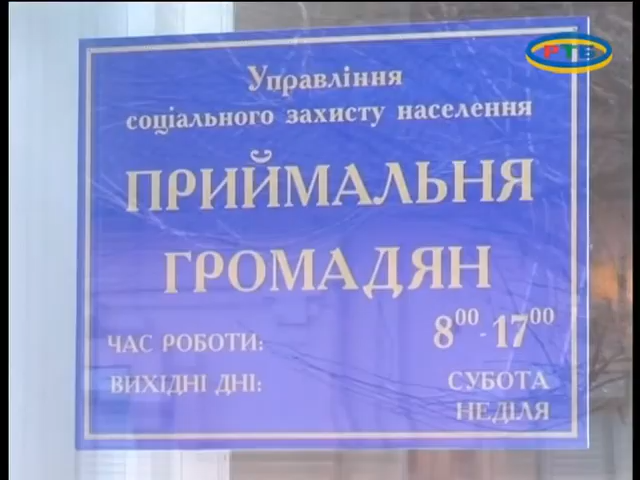 РТБ
Управління
соціального захисту населення
ПРИЙМАЛЬНЯ
ГРОМАДЯН
ЧАС РОБОТИ: 8⁰⁰-17⁰⁰
ВИХІДНІ ДНІ: СУБОТА
НЕДІЛЯ